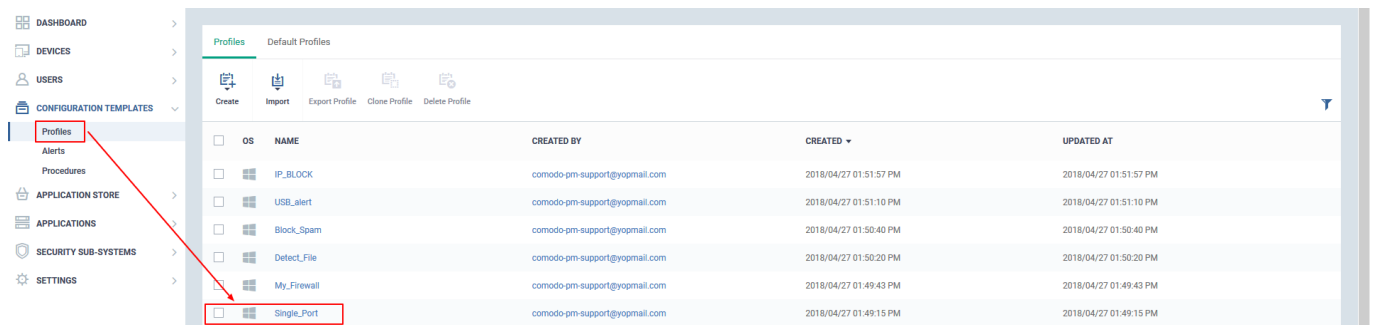 DASHBOARD
DEVICES
USERS
CONFIGURATION TEMPLATES
Profiles
Alerts
Procedures
APPLICATION STORE
APPLICATIONS
SECURITY SUB-SYSTEMS
SETTINGS
Profiles Default Profiles
Create Import Export Profile Clone Profile Delete Profile
OS NAME CREATED BY CREATED UPDATED AT
IP_BLOCK comodo-pm-support@yopmail.com 2018/04/27 01:51:57 PM 2018/04/27 01:51:57 PM
USB_alert comodo-pm-support@yopmail.com 2018/04/27 01:51:10 PM 2018/04/27 01:51:10 PM
Block_Spam comodo-pm-support@yopmail.com 2018/04/27 01:50:40 PM 2018/04/27 01:50:40 PM
Detect_File comodo-pm-support@yopmail.com 2018/04/27 01:50:20 PM 2018/04/27 01:50:20 PM
My_Firewall comodo-pm-support@yopmail.com 2018/04/27 01:49:43 PM 2018/04/27 01:49:43 PM
Single_Port comodo-pm-support@yopmail.com 2018/04/27 01:49:15 PM 2018/04/27 01:49:15 PM